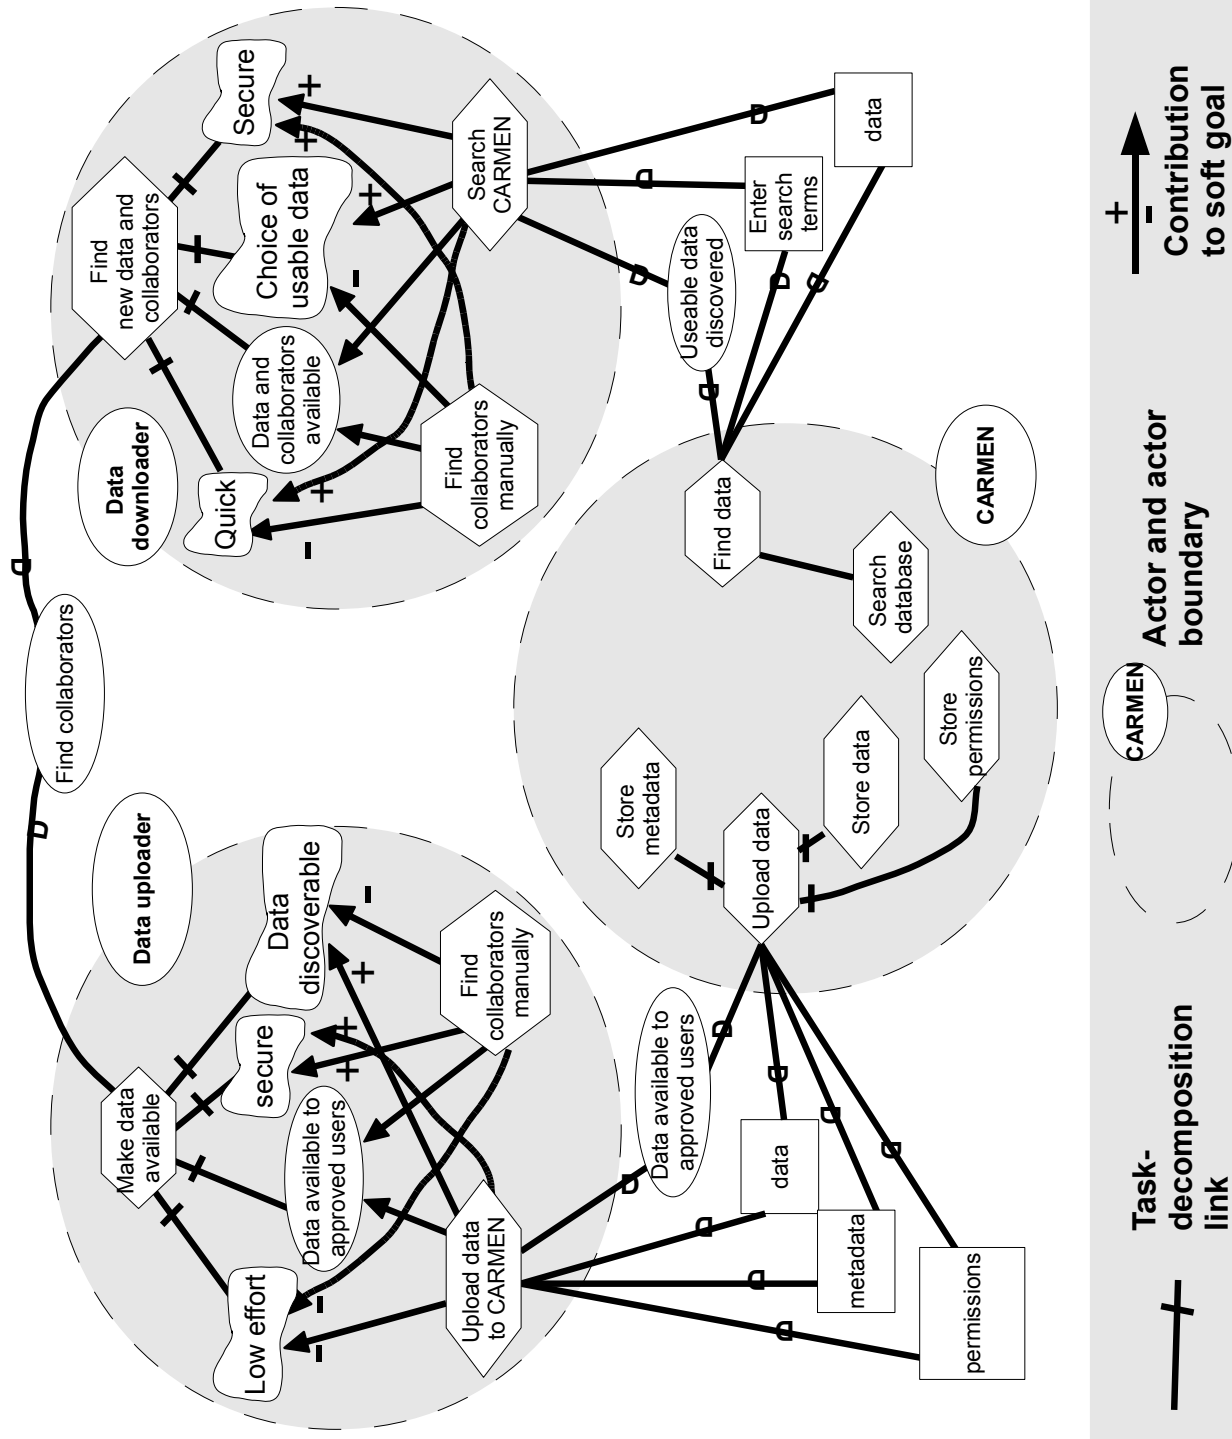 Find collaborators
D
D
Data uploader
Make data
available
Low effort
Data available to
approved users
secure
Data
discoverable
Upload data
to CARMEN
Find
collaborators
manually
-
-
+
+
+
-
Data
downloader
Find
new data and
collaborators
Quick
Data and
collaborators
available
Choice of
usable data
Secure
Find
collaborators
manually
Search
CARMEN
-
+
-
+
+
+
Data available to
approved users
D
D
data
D
D
metadata
D
D
permissions
D
D
Useable data
discovered
D
D
Enter
search
terms
D
D
data
D
D
CARMEN
Upload data
Store
metadata
Store data
Store
permissions
Find data
Search
database
Task-
decomposition
link
CARMEN
Actor and actor
boundary
+
-
Contribution
to soft goal